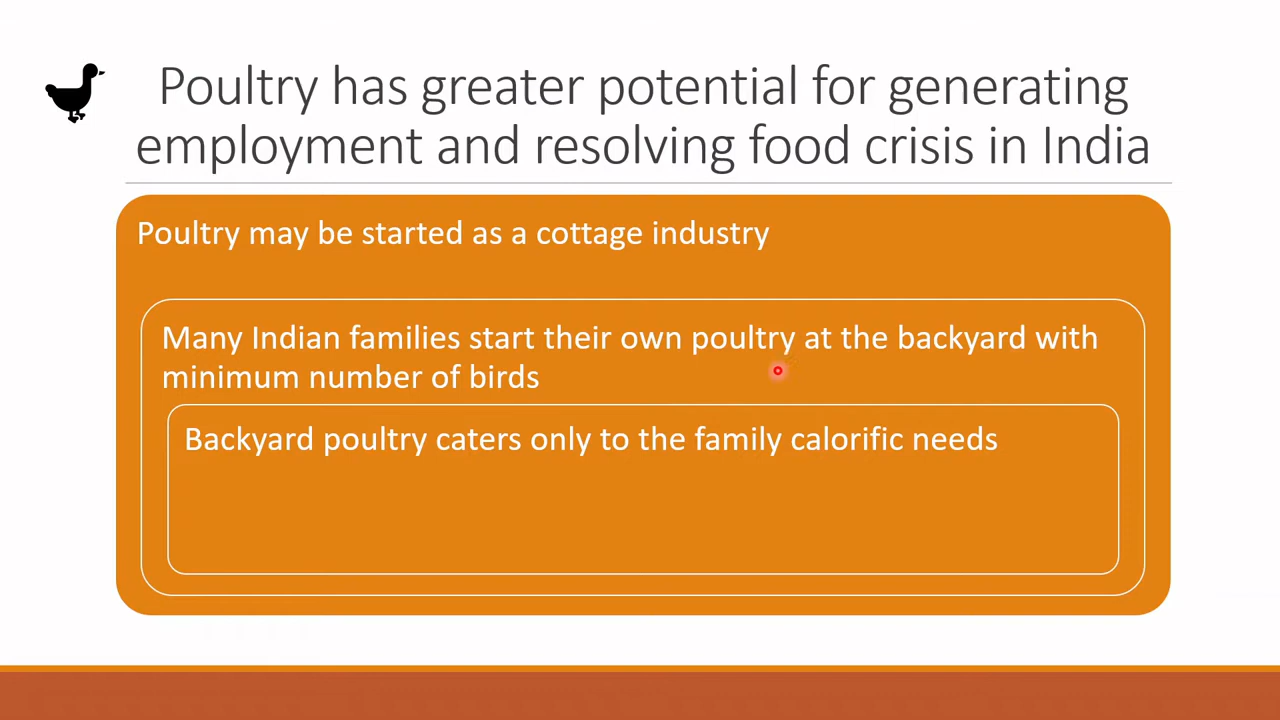 Poultry has greater potential for generating
employment and resolving food crisis in India
Poultry may be started as a cottage industry
Many Indian families start their own poultry at the backyard with
minimum number of birds
Backyard poultry caters only to the family calorific needs